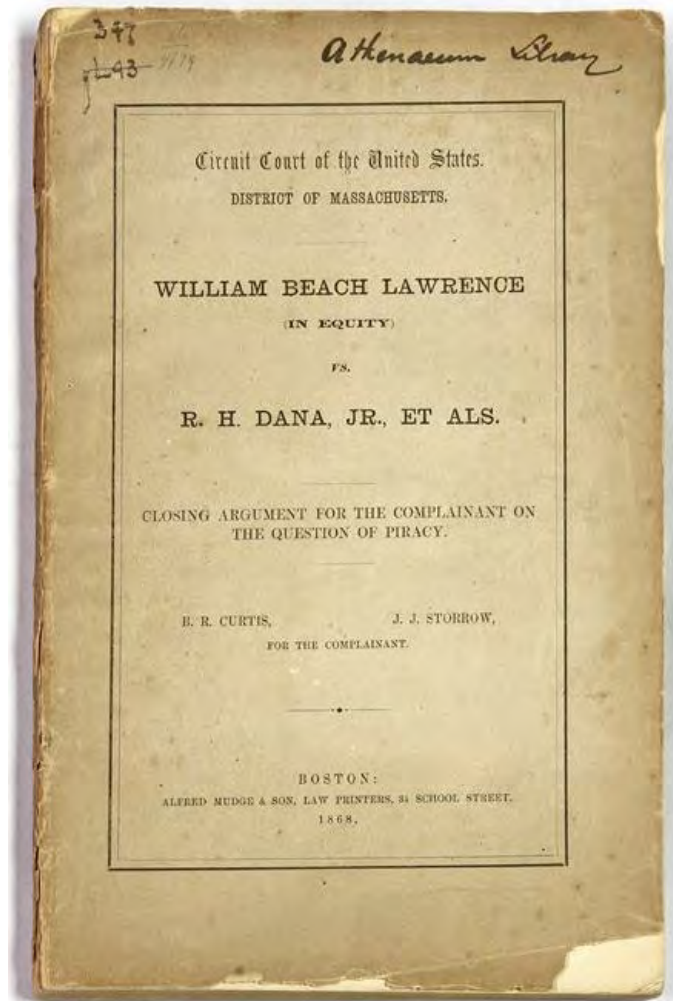 347
L93
Athenaeum Library
Circuit Court of the United States.
DISTRICT OF MASSACHUSETTS.
WILLIAM BEACH LAWRENCE
(IN EQUITY)
VS.
R. H. DANA, JR., ET ALS.
CLOSING ARGUMENT FOR THE COMPLAINANT ON
THE QUESTION OF PIRACY.
B. R. CURTIS, J. J. STORROW,
FOR THE COMPLAINANT.
BOSTON:
ALFRED MUDGE & SON, LAW PRINTERS, 34 SCHOOL STREET.
1868.